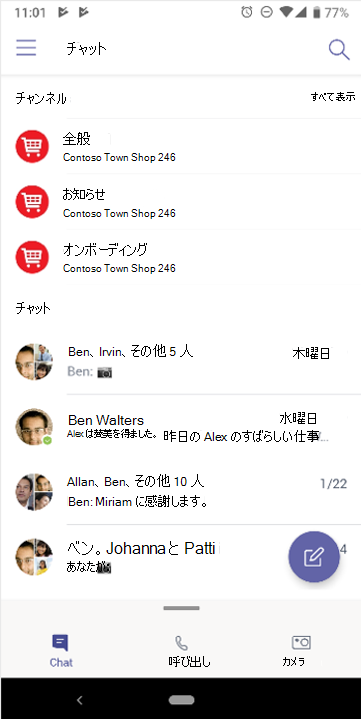 11:01 77%
チャット
チャンネル すべて表示
全般
Contoso Town Shop 246
お知らせ
Contoso Town Shop 246
オンボーディング
Contoso Town Shop 246
チャット
Ben、Irvin、その他 5 人 木曜日
Ben:
Ben Walters 水曜日
Alexは賛美を得ました。 昨日の Alex のすばらしい仕事...
Allan、Ben、その他 10 人 1/22
Ben: Miriam に感謝します。
ベン。Johannaと Patti 4
あなたが
Chat 呼び出し カメラ